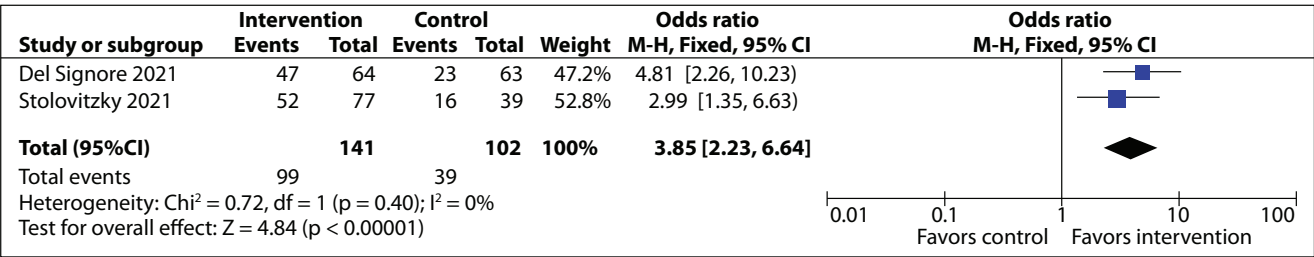 Intervention Control Odds ratio Odds ratio
Study or subgroup Events Total Events Total Weight M-H, Fixed, 95% CI M-H, Fixed, 95% CI
Del Signore 2021 47 64 23 63 47.2% 4.81 [2.26, 10.23)
Stolovitzky 2021 52 77 16 39 52.8% 2.99 [1.35, 6.63)
Total (95%CI) 141 102 100% 3.85 [2.23, 6.64]
Total events 99 39
Heterogeneity: Chi² = 0.72, df = 1 (p = 0.40); I² = 0%
Test for overall effect: Z = 4.84 (p < 0.00001)
0.01 0.1 1 10 100
Favors control Favors intervention